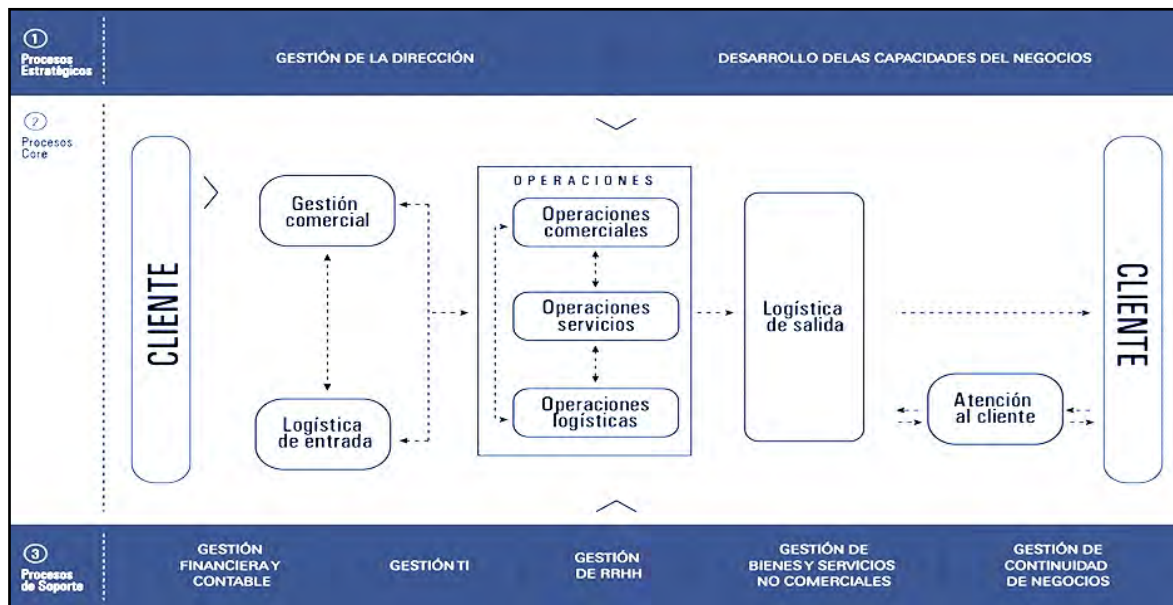 1
Procesos
Estratégicos
GESTIÓN DE LA DIRECCIÓN
DESARROLLO DELAS CAPACIDADES DEL NEGOCIOS
2
Procesos
Core
CLIENTE
Gestión
comercial
Logística
de entrada
OPERACIONES
Operaciones
comerciales
Operaciones
servicios
Operaciones
logísticas
Logística
de salida
Atención
al cliente
CLIENTE
3
Procesos
de Soporte
GESTIÓN
FINANCIERA Y
CONTABLE
GESTIÓN TI
GESTIÓN
DE RRHH
GESTIÓN DE
BIENES Y SERVICIOS
NO COMERCIALES
GESTIÓN DE
CONTINUIDAD
DE NEGOCIOS